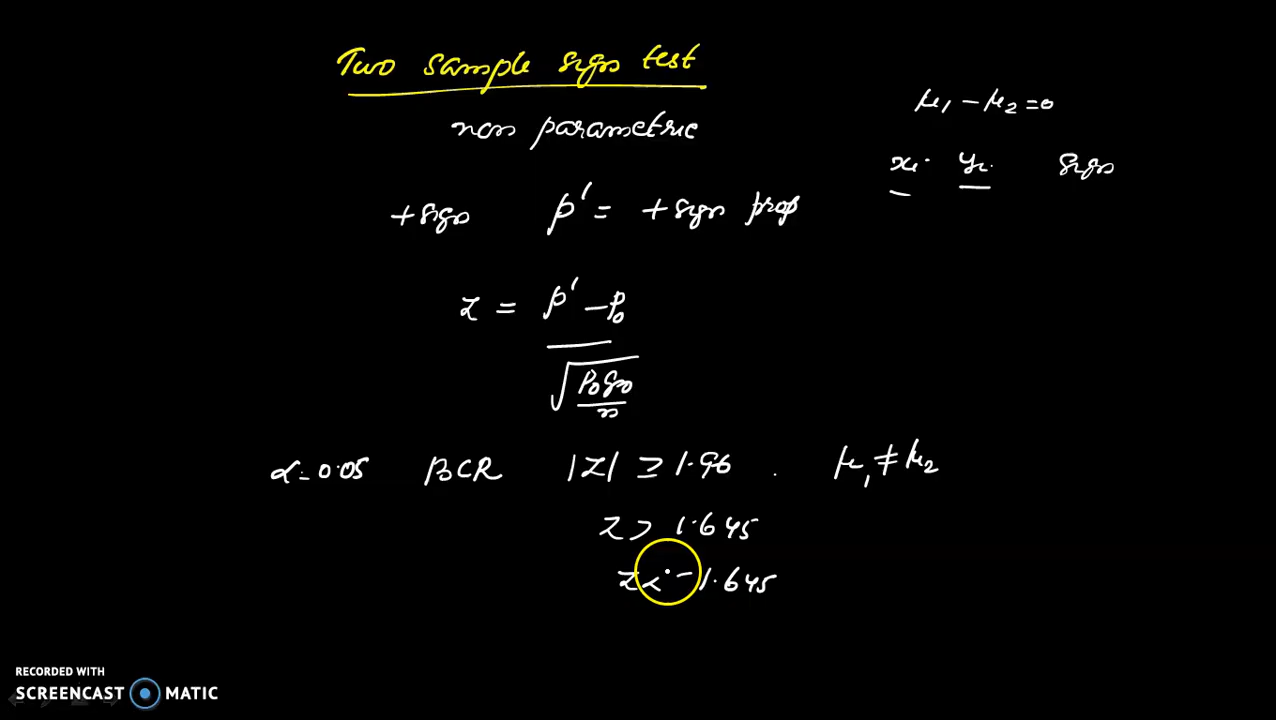 Two sample sign test
non parametric
μ₁ - μ₂ = 0
xᵢ yᵢ sign
+sign p' = +sign prop
z = p' - p₀
√p₀q₀/n
α = 0.05 BCR |Z| ≥ 1.96 . μ₁ ≠ μ₂
z > 1.645
z < -1.645
RECORDED WITH
SCREENCAST MATIC